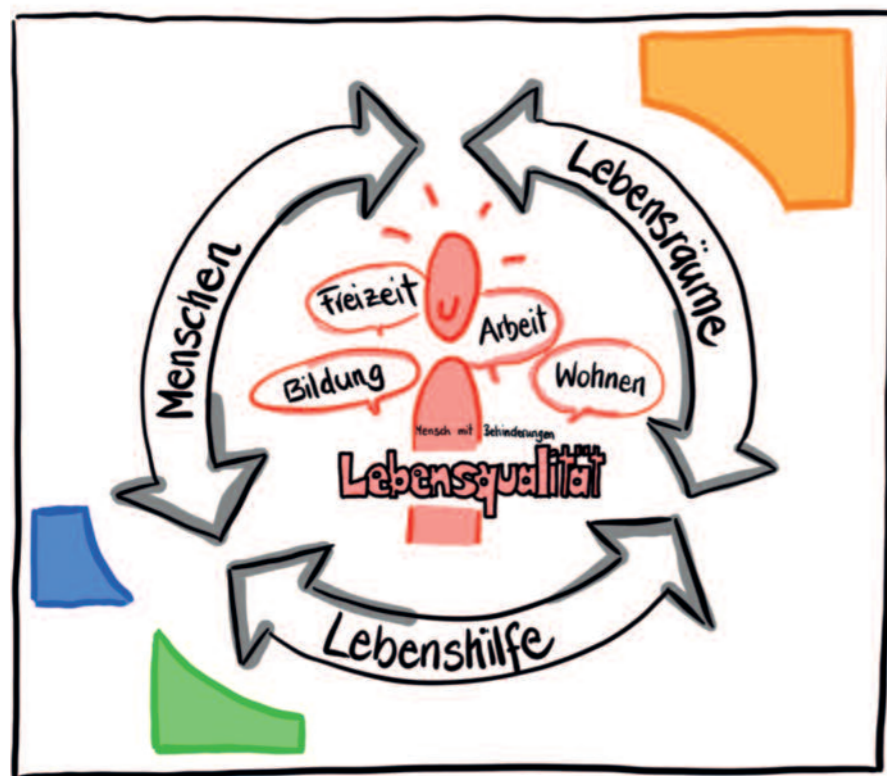 Menschen
Lebensräume
Freizeit
Arbeit
Bildung
Wohnen
Mensch mit Behinderungen
Lebensqualität
Lebenshilfe